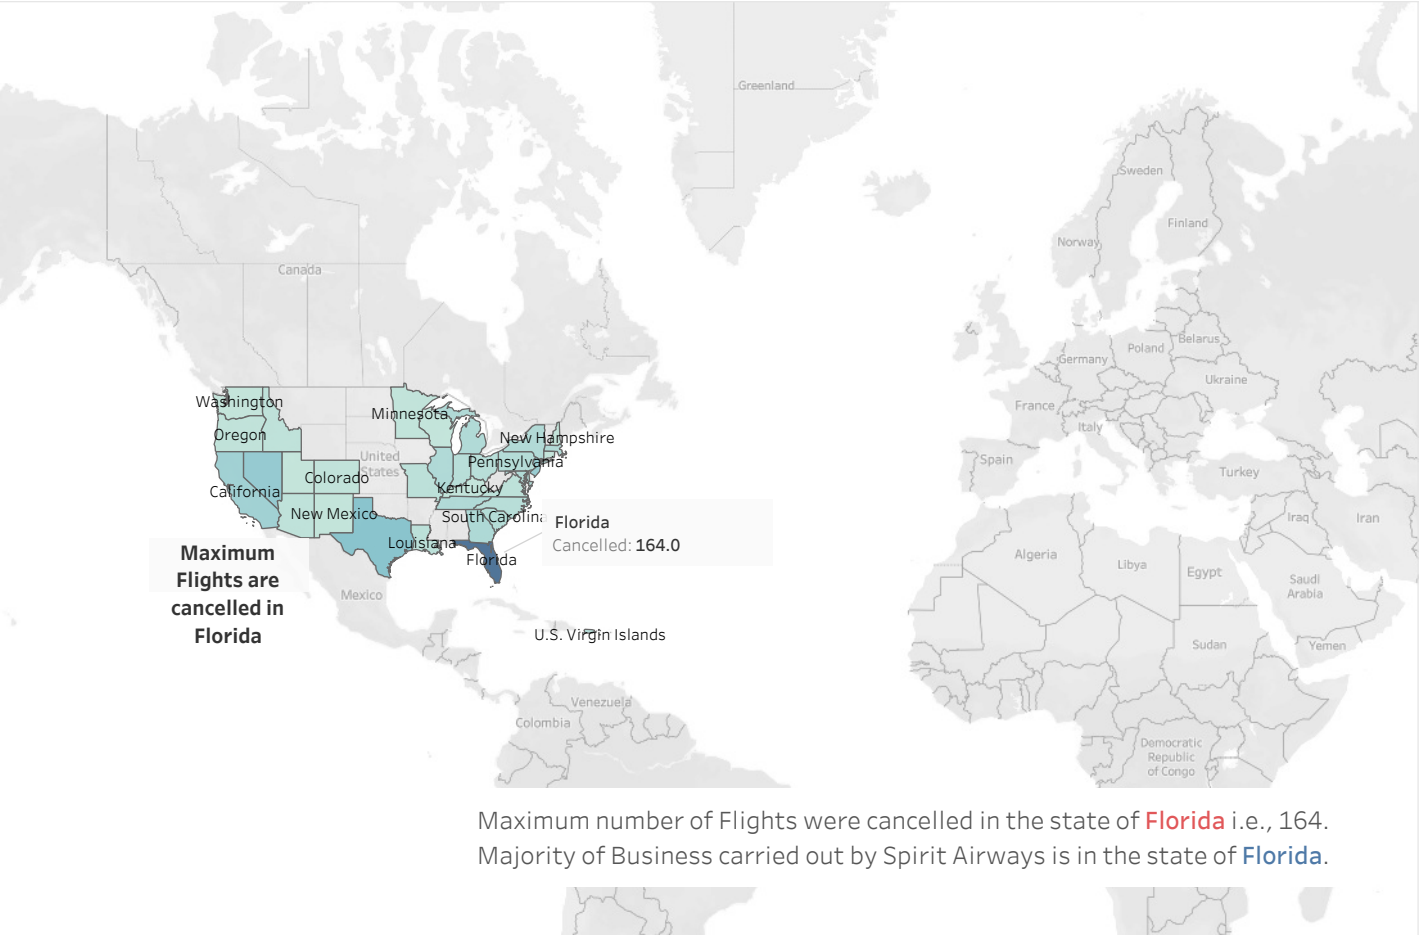 Greenland
Sweden
Finland
Norway
Canada
Belarus
Poland
Germany
Ukraine
France
Washington
Minnesota
Italy
Oregon
New Hampshire
United
States
Pennsylvania
Spain
Turkey
Colorado
Kentucky
California
New Mexico
South Carolina
Iraq
Iran
Florida
Cancelled: 164.0
Louisiana
Florida
Algeria
Libya
Egypt
Saudi
Arabia
Maximum
Flights are
cancelled in
Florida
Mexico
U.S. Virgin Islands
Sudan
Yemen
Venezuela
Colombia
Democratic
Republic
of Congo
Maximum number of Flights were cancelled in the state of Florida i.e., 164.
Majority of Business carried out by Spirit Airways is in the state of Florida.